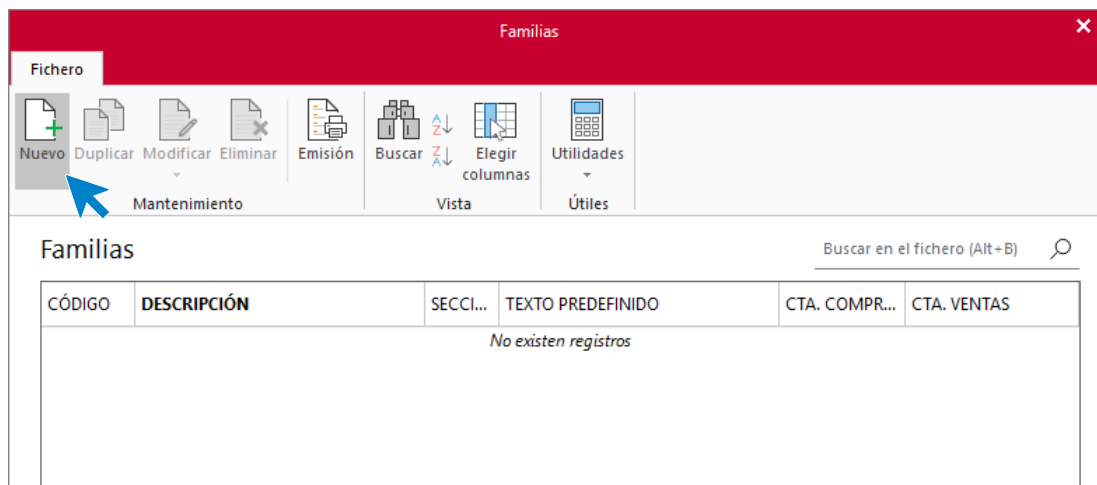 Familias
Fichero
Nuevo Duplicar Modificar Eliminar Emisión Buscar Elegir columnas Utilidades
Mantenimiento Vista Útiles
Familias
Buscar en el fichero (Alt+B)
CÓDIGO DESCRIPCIÓN SECCI... TEXTO PREDEFINIDO CTA. COMPR... CTA. VENTAS
No existen registros